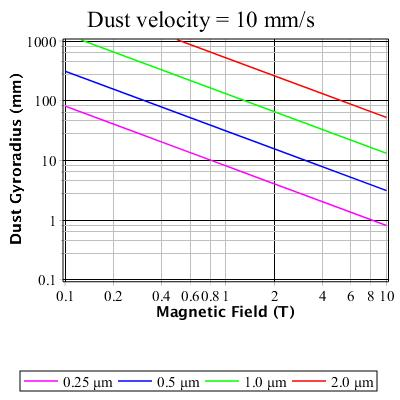 Dust velocity = 10 mm/s
Dust Gyroradius (mm)
1000
100
10
1
0.1
0.1 0.2 0.4 0.6 0.8 1 2 4 6 8 10
Magnetic Field (T)
0.25 µm 0.5 µm 1.0 µm 2.0 µm